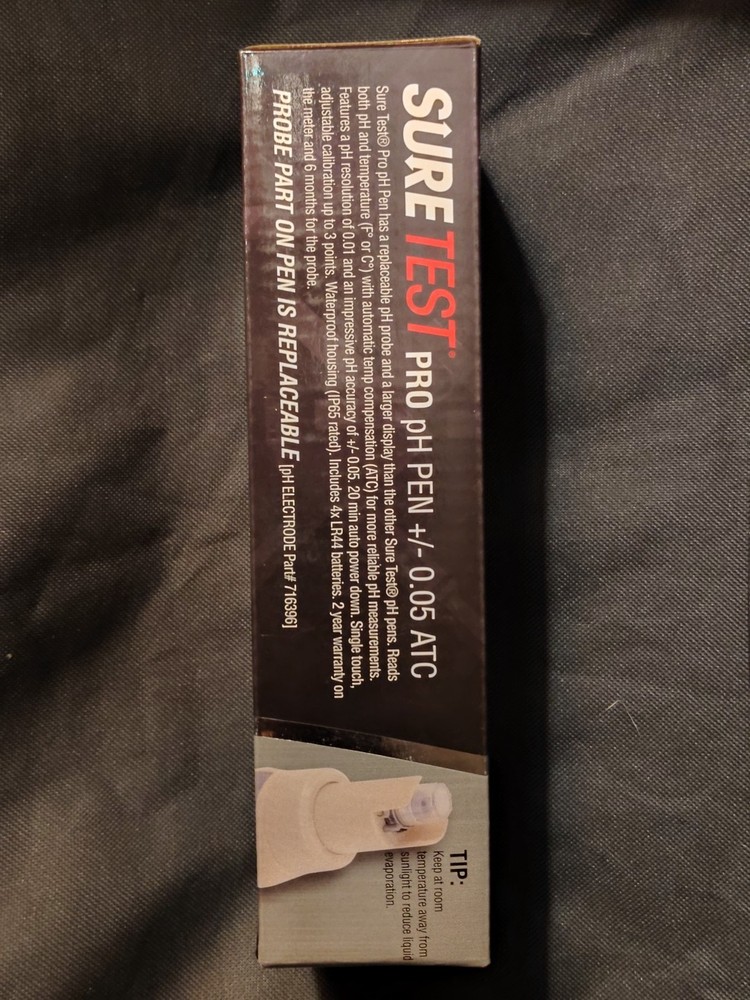 SURE TEST® PRO pH PEN +/- 0.05 ATC
Sure Test® Pro pH Pen has a replaceable pH probe and a larger display than the other Sure Test® pH pens. Reads
both pH and temperature (F° or C°) with automatic temp compensation (ATC) for more reliable pH measurements.
Features a pH resolution of 0.01 and an impressive pH accuracy of +/- 0.05. 20 min auto power down. Single touch,
adjustable calibration up to 3 points. Waterproof housing (IP65 rated). Includes 4x LR44 batteries. 2 year warranty on
the meter and 6 months for the probe.
PROBE PART ON PEN IS REPLACEABLE [pH ELECTRODE Part# 716396]
TIP:
Keep at room
temperature away from
sunlight to reduce liquid
evaporation.